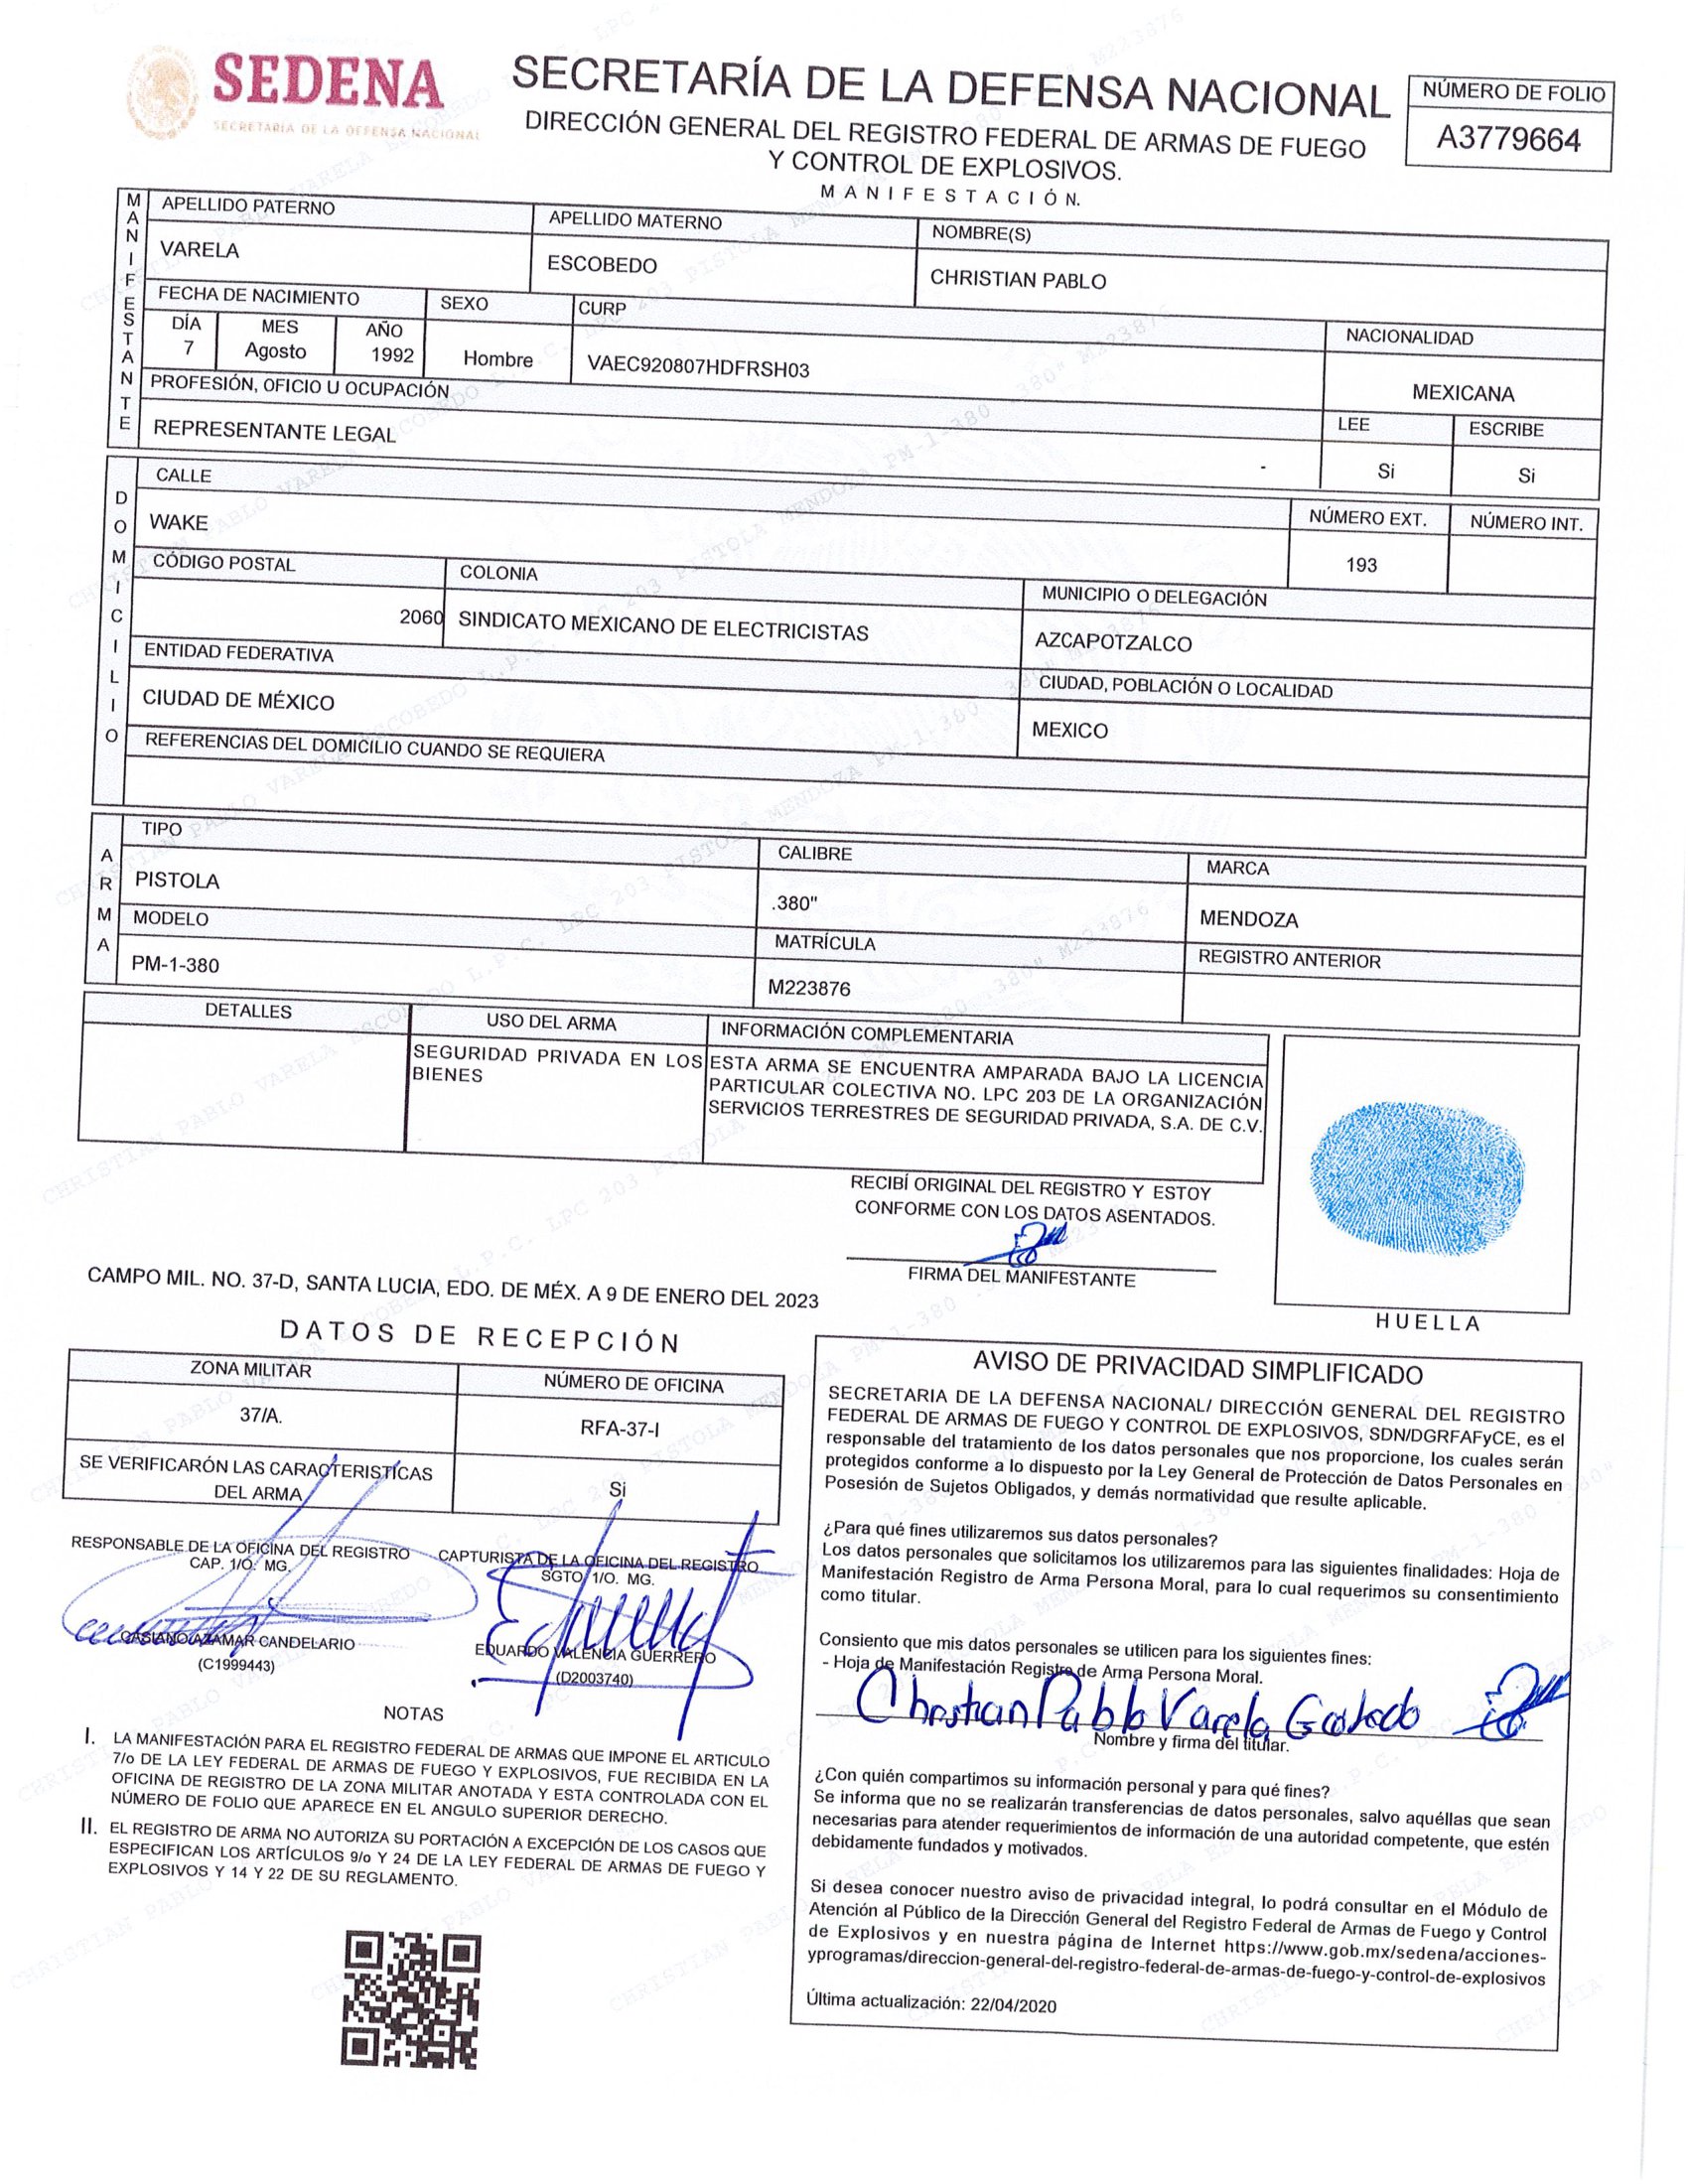 SEDENA
SECRETARÍA DE LA DEFENSA NACIONAL
SECRETARÍA DE LA DEFENSA NACIONAL
DIRECCIÓN GENERAL DEL REGISTRO FEDERAL DE ARMAS DE FUEGO
Y CONTROL DE EXPLOSIVOS.
MANIFESTACIÓN.
NÚMERO DE FOLIO
A3779664
MANIFESTANTE
APELLIDO PATERNO
APELLIDO MATERNO
NOMBRE(S)
VARELA
ESCOBEDO
CHRISTIAN PABLO
FECHA DE NACIMIENTO
SEXO
CURP
NACIONALIDAD
DÍA
MES
AÑO
7
Agosto
1992
Hombre
VAEC920807HDFRSH03
MEXICANA
PROFESIÓN, OFICIO U OCUPACIÓN
LEE
ESCRIBE
REPRESENTANTE LEGAL
-
Si
Si
DOMICILIO
CALLE
NÚMERO EXT.
NÚMERO INT.
WAKE
193
CÓDIGO POSTAL
COLONIA
MUNICIPIO O DELEGACIÓN
2060
SINDICATO MEXICANO DE ELECTRICISTAS
AZCAPOTZALCO
ENTIDAD FEDERATIVA
CIUDAD, POBLACIÓN O LOCALIDAD
CIUDAD DE MÉXICO
MEXICO
REFERENCIAS DEL DOMICILIO CUANDO SE REQUIERA
ARMA
TIPO
CALIBRE
MARCA
PISTOLA
.380"
MENDOZA
MODELO
MATRÍCULA
REGISTRO ANTERIOR
PM-1-380
M223876
DETALLES
USO DEL ARMA
INFORMACIÓN COMPLEMENTARIA
SEGURIDAD PRIVADA EN LOS
BIENES
ESTA ARMA SE ENCUENTRA AMPARADA BAJO LA LICENCIA
PARTICULAR COLECTIVA NO. LPC 203 DE LA ORGANIZACIÓN
SERVICIOS TERRESTRES DE SEGURIDAD PRIVADA, S.A. DE C.V.
RECIBÍ ORIGINAL DEL REGISTRO Y ESTOY
CONFORME CON LOS DATOS ASENTADOS.
FIRMA DEL MANIFESTANTE
HUELLA
CAMPO MIL. NO. 37-D, SANTA LUCIA, EDO. DE MÉX. A 9 DE ENERO DEL 2023
DATOS DE RECEPCIÓN
ZONA MILITAR
NÚMERO DE OFICINA
37/A.
RFA-37-I
SE VERIFICARÓN LAS CARACTERISTICAS
DEL ARMA
Si
RESPONSABLE DE LA OFICINA DEL REGISTRO
CAP. 1/O. MG.
CASIANO AZAMAR CANDELARIO
(C1999443)
CAPTURISTA DE LA OFICINA DEL REGISTRO
SGTO. 1/O. MG.
EDUARDO VALENCIA GUERRERO
(D2003740)
NOTAS
I. LA MANIFESTACIÓN PARA EL REGISTRO FEDERAL DE ARMAS QUE IMPONE EL ARTICULO
7/o DE LA LEY FEDERAL DE ARMAS DE FUEGO Y EXPLOSIVOS, FUE RECIBIDA EN LA
OFICINA DE REGISTRO DE LA ZONA MILITAR ANOTADA Y ESTA CONTROLADA CON EL
NÚMERO DE FOLIO QUE APARECE EN EL ANGULO SUPERIOR DERECHO.
II. EL REGISTRO DE ARMA NO AUTORIZA SU PORTACIÓN A EXCEPCIÓN DE LOS CASOS QUE
ESPECIFICAN LOS ARTÍCULOS 9/o Y 24 DE LA LEY FEDERAL DE ARMAS DE FUEGO Y
EXPLOSIVOS Y 14 Y 22 DE SU REGLAMENTO.
AVISO DE PRIVACIDAD SIMPLIFICADO
SECRETARIA DE LA DEFENSA NACIONAL/ DIRECCIÓN GENERAL DEL REGISTRO
FEDERAL DE ARMAS DE FUEGO Y CONTROL DE EXPLOSIVOS, SDN/DGRFAFyCE, es el
responsable del tratamiento de los datos personales que nos proporcione, los cuales serán
protegidos conforme a lo dispuesto por la Ley General de Protección de Datos Personales en
Posesión de Sujetos Obligados, y demás normatividad que resulte aplicable.
¿Para qué fines utilizaremos sus datos personales?
Los datos personales que solicitamos los utilizaremos para las siguientes finalidades: Hoja de
Manifestación Registro de Arma Persona Moral, para lo cual requerimos su consentimiento
como titular.
Consiento que mis datos personales se utilicen para los siguientes fines:
- Hoja de Manifestación Registro de Arma Persona Moral.
Christian Pablo Varela
Nombre y firma del titular.
¿Con quién compartimos su información personal y para qué fines?
Se informa que no se realizarán transferencias de datos personales, salvo aquéllas que sean
necesarias para atender requerimientos de información de una autoridad competente, que estén
debidamente fundados y motivados.
Si desea conocer nuestro aviso de privacidad integral, lo podrá consultar en el Módulo de
Atención al Público de la Dirección General del Registro Federal de Armas de Fuego y Control
de Explosivos y en nuestra página de Internet https://www.gob.mx/sedena/acciones-
yprogramas/direccion-general-del-registro-federal-de-armas-de-fuego-y-control-de-explosivos
Última actualización: 22/04/2020